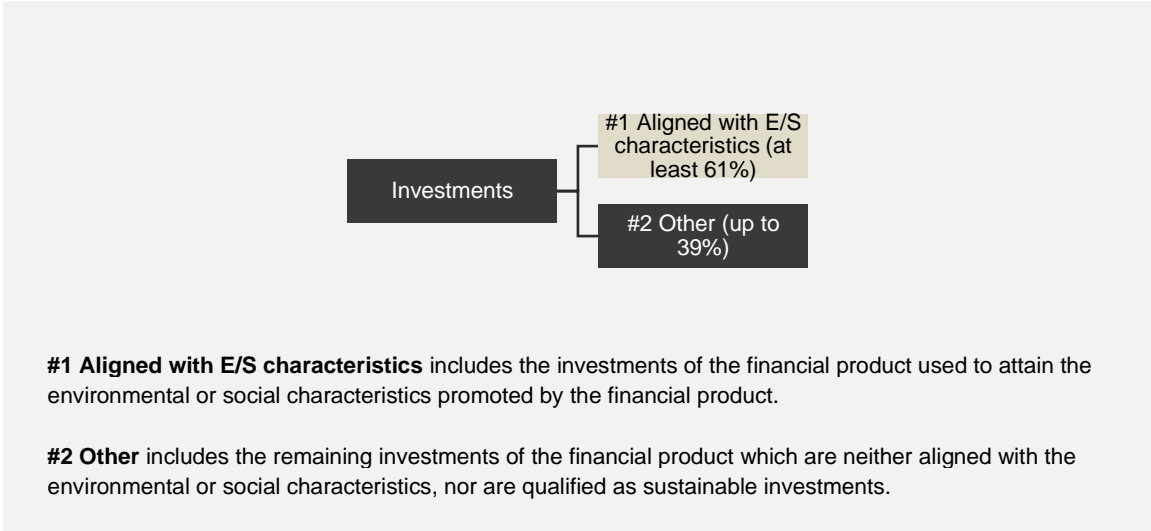 #1 Aligned with E/S
characteristics (at
least 61%)
Investments
#2 Other (up to
39%)
#1 Aligned with E/S characteristics includes the investments of the financial product used to attain the
environmental or social characteristics promoted by the financial product.
#2 Other includes the remaining investments of the financial product which are neither aligned with the
environmental or social characteristics, nor are qualified as sustainable investments.